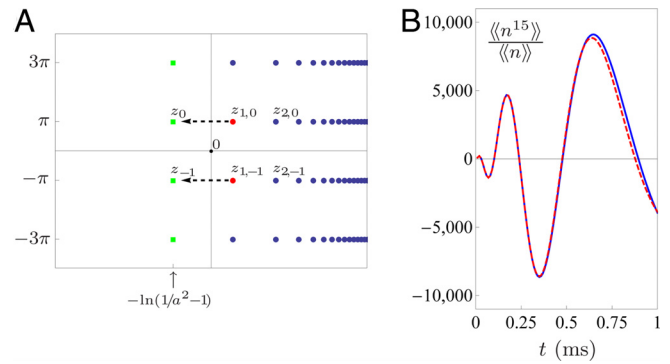 A
3π
π
−π
−3π
z₀
z₁,₀
z₂,₀
0
z₋₁
z₁,₋₁
z₂,₋₁
↑
−ln(1/a²−1)
B
⟨⟨n¹⁵⟩⟩
⟨⟨n⟩⟩
10,000
5,000
0
−5,000
−10,000
0
0.25
0.5
0.75
1
t (ms)